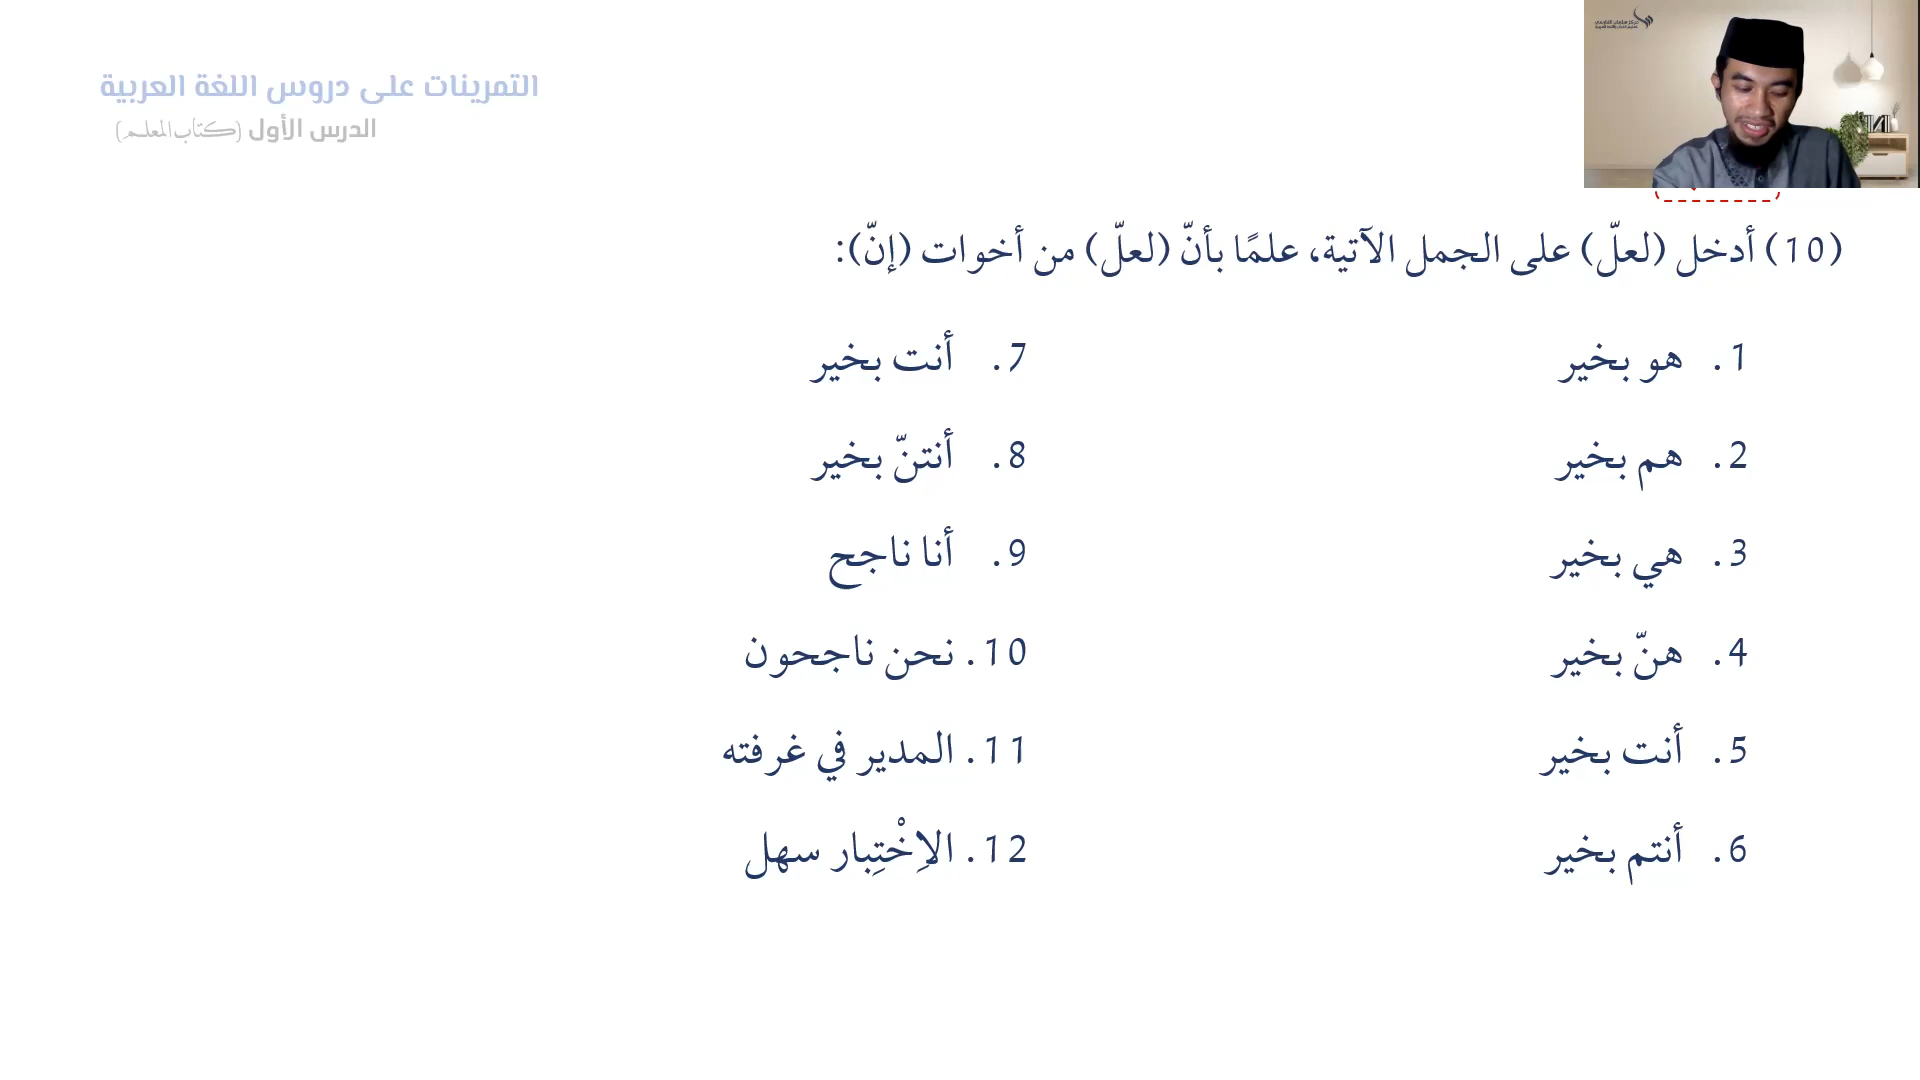 التمرينات على دروس اللغة العربية
الدرس الأول (كتاب المعلم)
(10) أدخل (لعلّ) على الجمل الآتية، علمًا بأنّ (لعلّ) من أخوات (إنّ):
1. هو بخير
2. هم بخير
3. هي بخير
4. هنّ بخير
5. أنت بخير
6. أنتم بخير
7. أنت بخير
8. أنتنّ بخير
9. أنا ناجح
10. نحن ناجحون
11. المدير في غرفته
12. الاِخْتِبار سهل